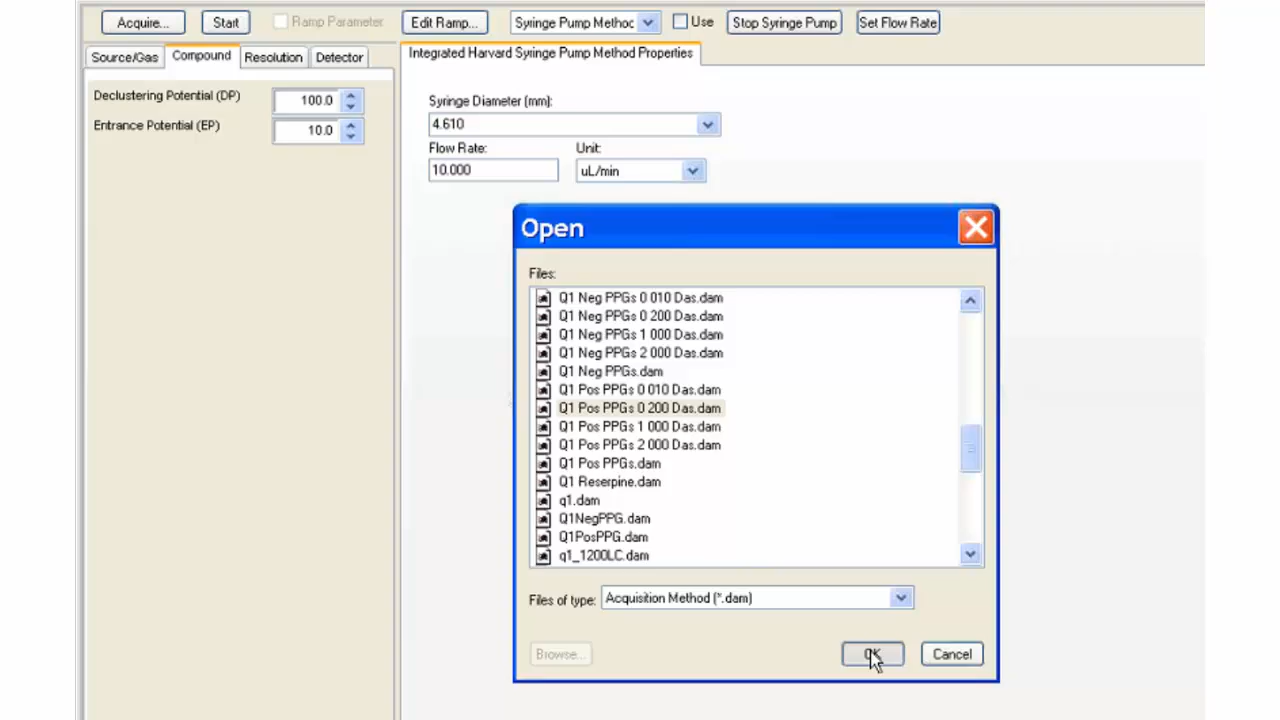 Acquire... Start Ramp Parameter Edit Ramp... Syringe Pump Method Use Stop Syringe Pump Set Flow Rate
Source/Gas Compound Resolution Detector
Integrated Harvard Syringe Pump Method Properties
Declustering Potential (DP) 100.0
Entrance Potential (EP) 10.0
Syringe Diameter (mm):
4.610
Flow Rate: Unit:
10.000 uL/min
Open
Files:
Q1 Neg PPGs 0 010 Das.dam
Q1 Neg PPGs 0 200 Das.dam
Q1 Neg PPGs 1 000 Das.dam
Q1 Neg PPGs 2 000 Das.dam
Q1 Neg PPGs.dam
Q1 Pos PPGs 0 010 Das.dam
Q1 Pos PPGs 0 200 Das.dam
Q1 Pos PPGs 1 000 Das.dam
Q1 Pos PPGs 2 000 Das.dam
Q1 Pos PPGs.dam
Q1 Reserpine.dam
q1.dam
Q1NegPPG.dam
Q1PosPPG.dam
q1_1200LC.dam
Files of type: Acquisition Method (*.dam)
Browse... OK Cancel